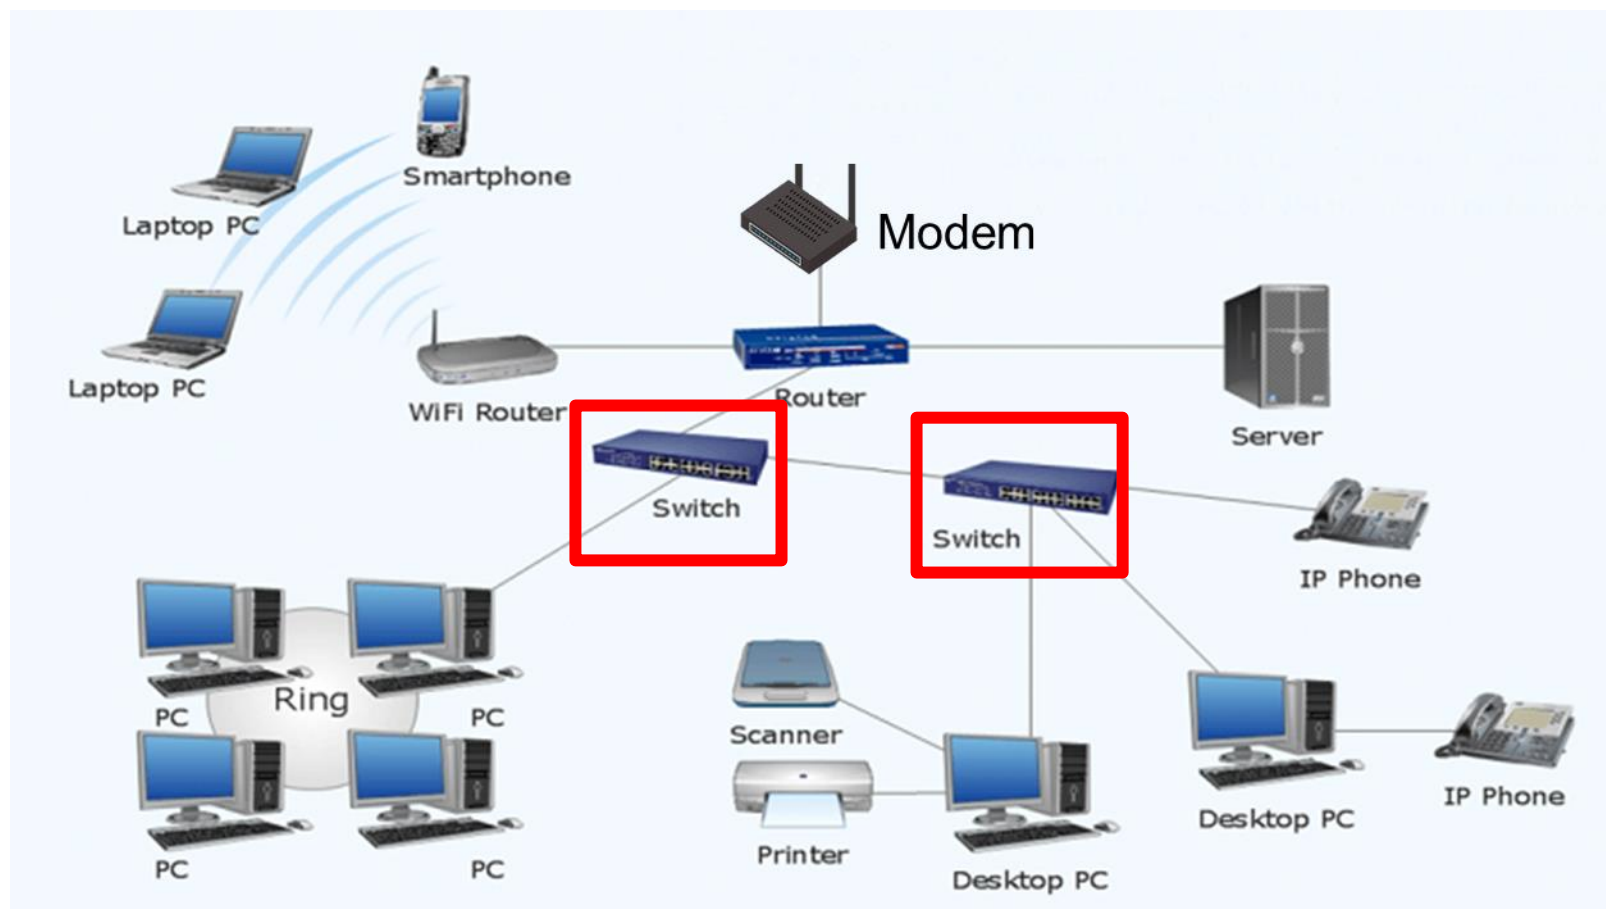 Smartphone
Laptop PC
Modem
Laptop PC
WiFi Router
Router
Server
Switch
Switch
IP Phone
Ring
PC
PC
Scanner
Desktop PC
IP Phone
Printer
PC
PC
Desktop PC